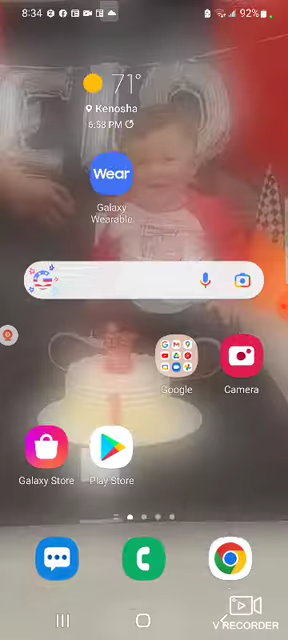 8:34
92%
71°
Kenosha
6:58 PM
Wear
Galaxy
Wearable
Google
Camera
Galaxy Store
Play Store
V RECORDER